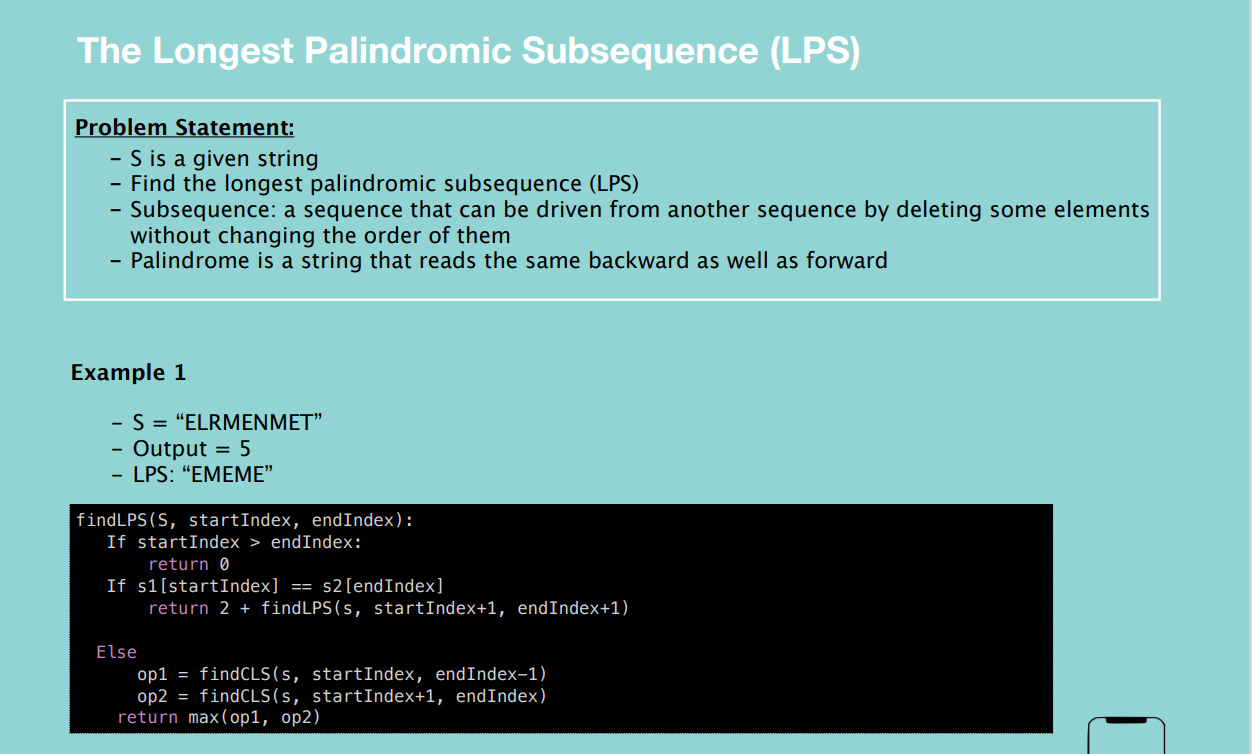 The Longest Palindromic Subsequence (LPS)
Problem Statement:
- S is a given string
- Find the longest palindromic subsequence (LPS)
- Subsequence: a sequence that can be driven from another sequence by deleting some elements
without changing the order of them
- Palindrome is a string that reads the same backward as well as forward
Example 1
- S = “ELRMENMET”
- Output = 5
- LPS: “EMEME”
findLPS(S, startIndex, endIndex):
   If startIndex > endIndex:
       return 0
   If s1[startIndex] == s2[endIndex]
       return 2 + findLPS(s, startIndex+1, endIndex+1)
  Else
      op1 = findCLS(s, startIndex, endIndex-1)
      op2 = findCLS(s, startIndex+1, endIndex)
    return max(op1, op2)